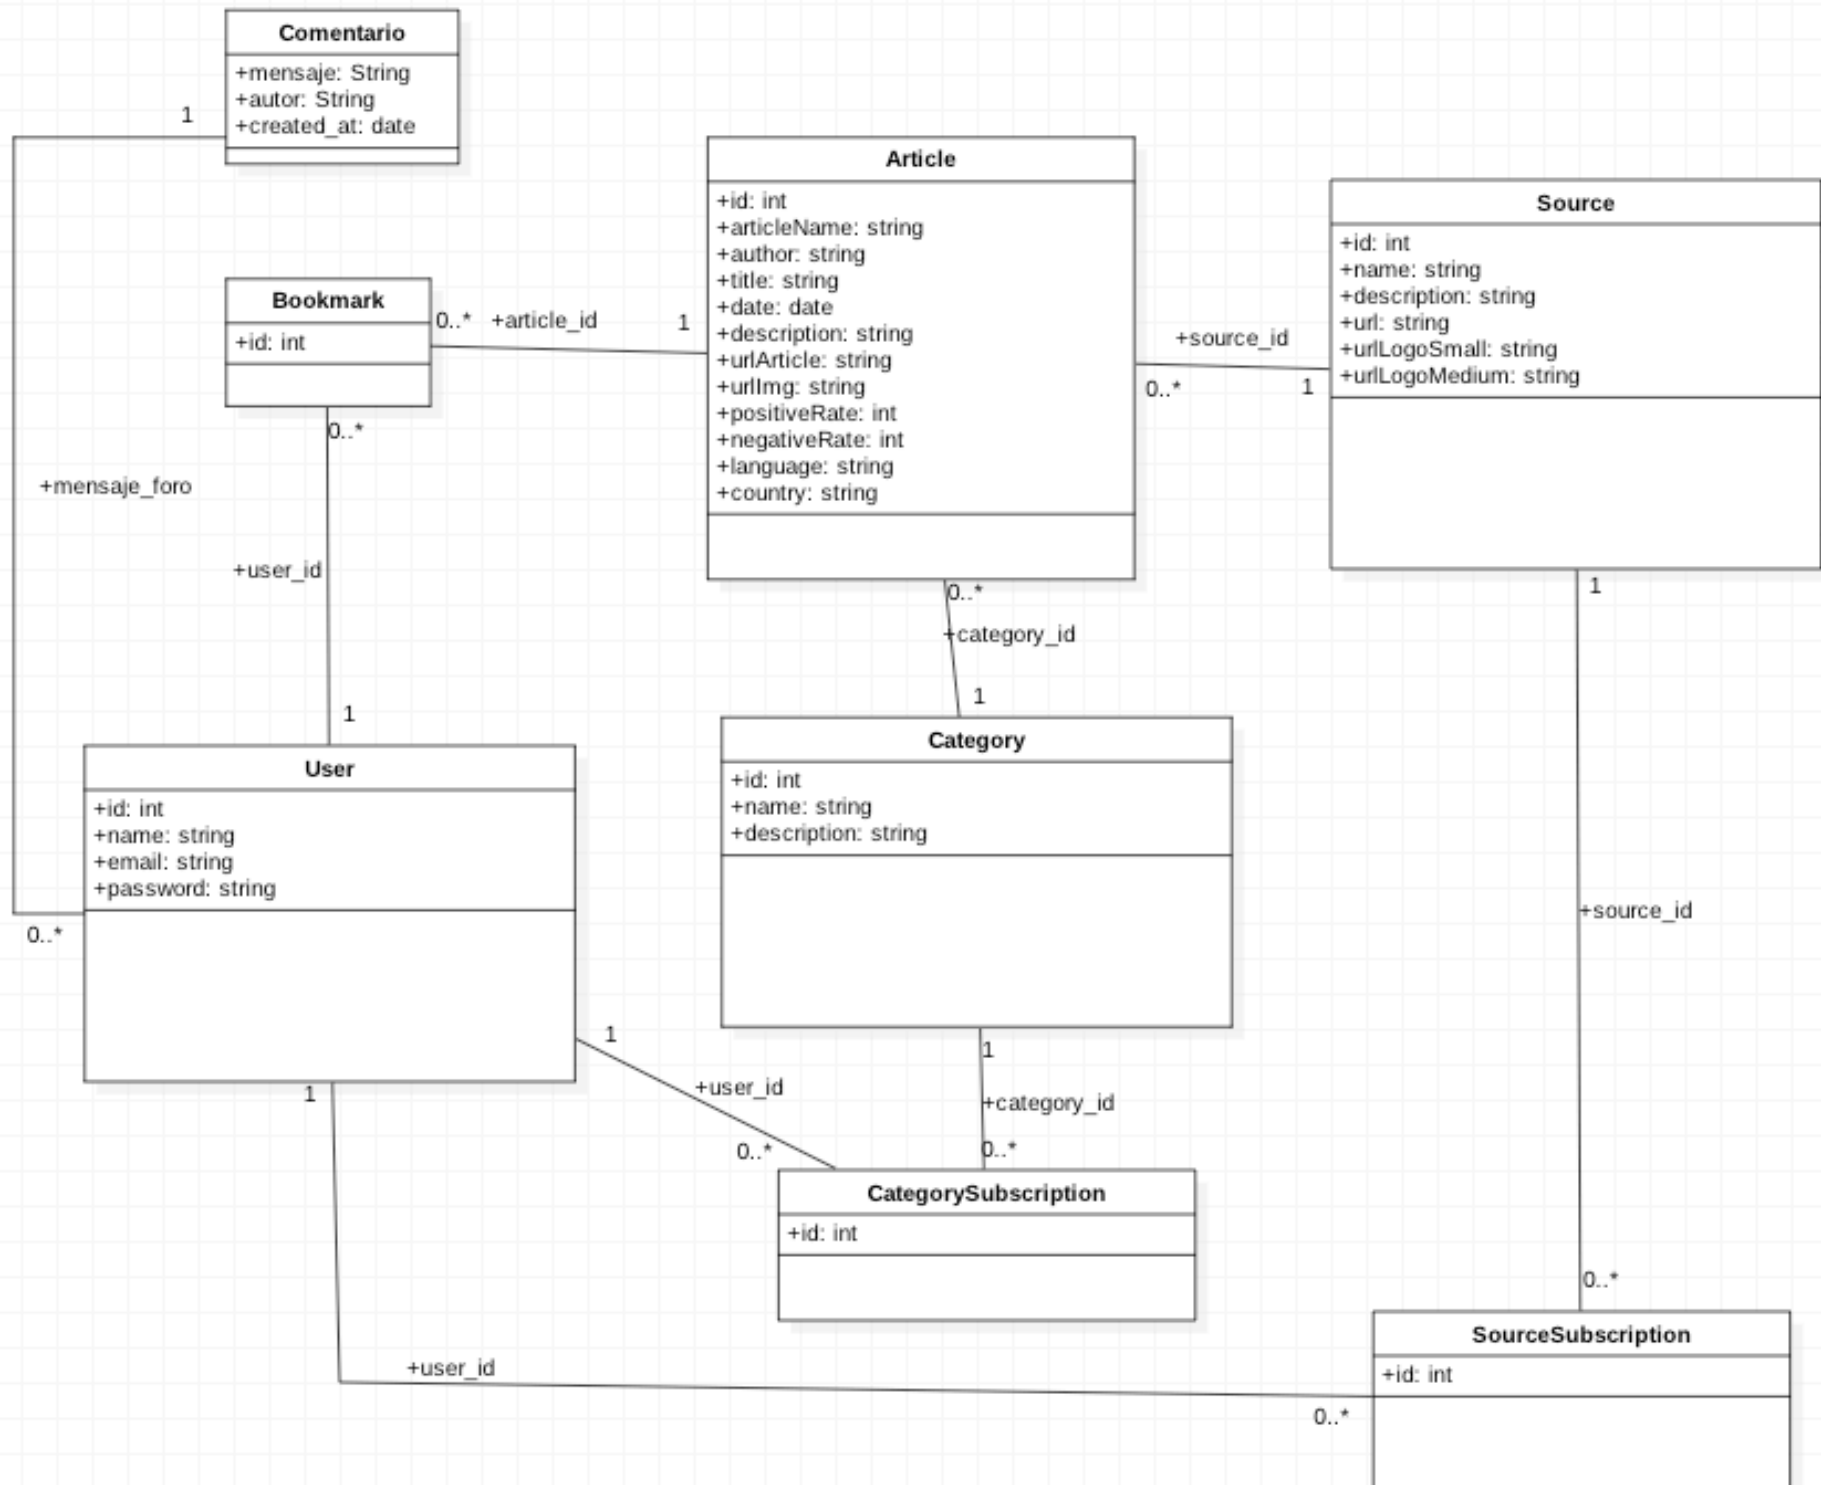 Comentario
+mensaje: String
+autor: String
+created_at: date
1
Article
+id: int
+articleName: string
+author: string
+title: string
+date: date
+description: string
+urlArticle: string
+urlImg: string
+positiveRate: int
+negativeRate: int
+language: string
+country: string
Source
+id: int
+name: string
+description: string
+url: string
+urlLogoSmall: string
+urlLogoMedium: string
Bookmark
+id: int
0..*
+article_id
1
+source_id
0..*
1
0..*
+mensaje_foro
+user_id
1
0..*
+category_id
1
1
User
+id: int
+name: string
+email: string
+password: string
0..*
Category
+id: int
+name: string
+description: string
+source_id
1
+user_id
0..*
1
+category_id
0..*
1
CategorySubscription
+id: int
0..*
SourceSubscription
+id: int
+user_id
0..*